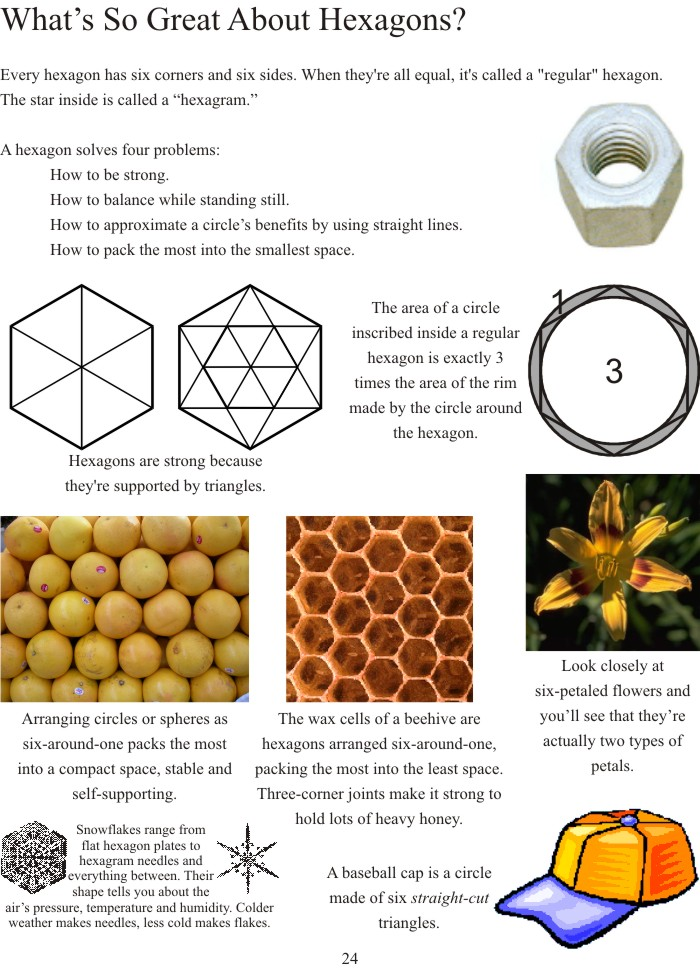 What’s So Great About Hexagons?
Every hexagon has six corners and six sides. When they're all equal, it's called a "regular" hexagon.
The star inside is called a “hexagram.”
A hexagon solves four problems:
How to be strong.
How to balance while standing still.
How to approximate a circle’s benefits by using straight lines.
How to pack the most into the smallest space.
Hexagons are strong because
they're supported by triangles.
The area of a circle
inscribed inside a regular
hexagon is exactly 3
times the area of the rim
made by the circle around
the hexagon.
1
3
Arranging circles or spheres as
six-around-one packs the most
into a compact space, stable and
self-supporting.
The wax cells of a beehive are
hexagons arranged six-around-one,
packing the most into the least space.
Three-corner joints make it strong to
hold lots of heavy honey.
Look closely at
six-petaled flowers and
you’ll see that they’re
actually two types of
petals.
Snowflakes range from
flat hexagon plates to
hexagram needles and
everything between. Their
shape tells you about the
air’s pressure, temperature and humidity. Colder
weather makes needles, less cold makes flakes.
A baseball cap is a circle
made of six straight-cut
triangles.
24